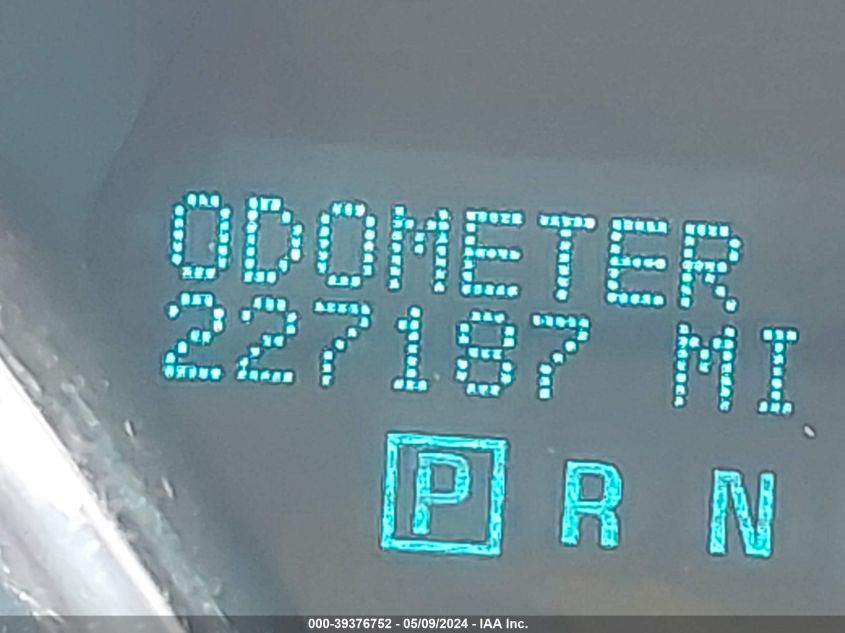 ODOMETER
227187 MI
P R N
000-39376752 - 05/09/2024 - IAA Inc.